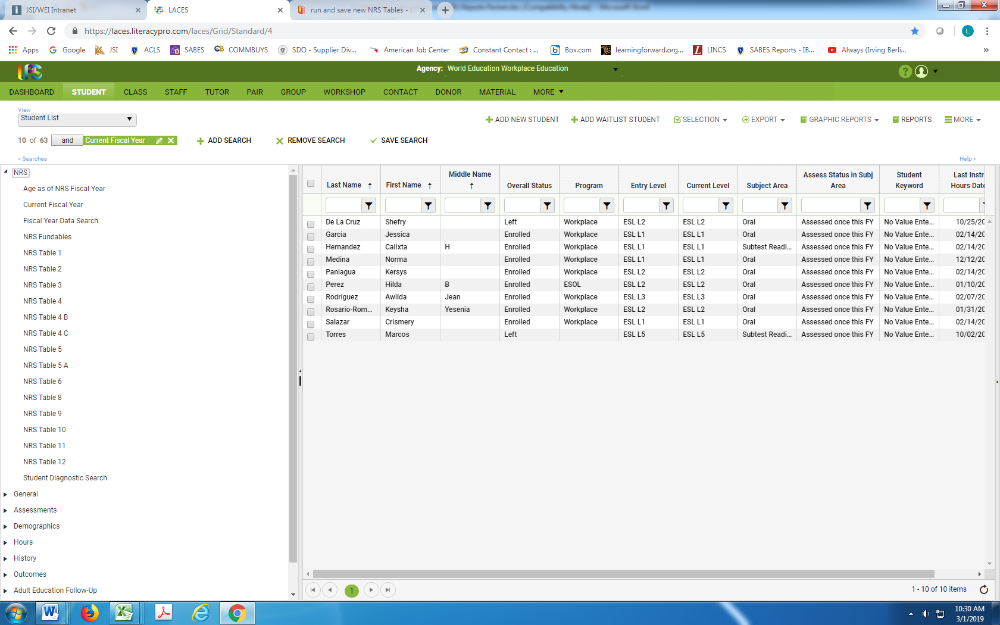 JSI/WEI Intranet
LACES
run and save new NRS Tables - L
https://laces.literacypro.com/laces/Grid/Standard/4
L
Apps Google JSI ACLS SABES COMMBUYS SDO - Supplier Div... American Job Center Constant Contact : ... Box.com learningforward.org... LINCS SABES Reports - IB... Always (Irving Berli... »
LFS
Agency: World Education Workplace Education
?
DASHBOARD STUDENT CLASS STAFF TUTOR PAIR GROUP WORKSHOP CONTACT DONOR MATERIAL MORE
View
Student List
ADD NEW STUDENT ADD WAITLIST STUDENT SELECTION EXPORT GRAPHIC REPORTS REPORTS MORE
10 of 63 and Current Fiscal Year ADD SEARCH REMOVE SEARCH SAVE SEARCH
< Searches
Help <
NRS
Age as of NRS Fiscal Year
Current Fiscal Year
Fiscal Year Data Search
NRS Fundables
NRS Table 1
NRS Table 2
NRS Table 3
NRS Table 4
NRS Table 4 B
NRS Table 4 C
NRS Table 5
NRS Table 5 A
NRS Table 6
NRS Table 8
NRS Table 9
NRS Table 10
NRS Table 11
NRS Table 12
Student Diagnostic Search
General
Assessments
Demographics
Hours
History
Outcomes
Adult Education Follow-Up
Last Name First Name Middle Name Overall Status Program Entry Level Current Level Subject Area Assess Status in Subj Area Student Keyword Last Instr Hours Date
De La Cruz Shefry Left Workplace ESL L2 ESL L2 Oral Assessed once this FY No Value Ente... 10/25/20
Garcia Jessica Enrolled Workplace ESL L1 ESL L1 Oral Assessed once this FY No Value Ente... 02/14/20
Hernandez Calixta H Enrolled Workplace ESL L1 ESL L1 Subtest Readi... Assessed once this FY No Value Ente... 02/14/20
Medina Norma Enrolled Workplace ESL L1 ESL L1 Oral Assessed once this FY No Value Ente... 12/12/20
Paniagua Kersys Enrolled Workplace ESL L2 ESL L2 Oral Assessed once this FY No Value Ente... 02/14/20
Perez Hilda B Enrolled ESOL ESL L2 ESL L2 Oral Assessed once this FY No Value Ente... 01/10/20
Rodriguez Awilda Jean Enrolled Workplace ESL L3 ESL L3 Oral Assessed once this FY No Value Ente... 02/07/20
Rosario-Rom... Keysha Yesenia Enrolled Workplace ESL L2 ESL L2 Oral Assessed once this FY No Value Ente... 01/31/20
Salazar Crismery Enrolled Workplace ESL L1 ESL L1 Oral Assessed once this FY No Value Ente... 02/14/20
Torres Marcos Left ESL L5 ESL L5 Subtest Readi... Assessed once this FY No Value Ente... 10/02/20
1
1 - 10 of 10 items
10:30 AM
3/1/2019